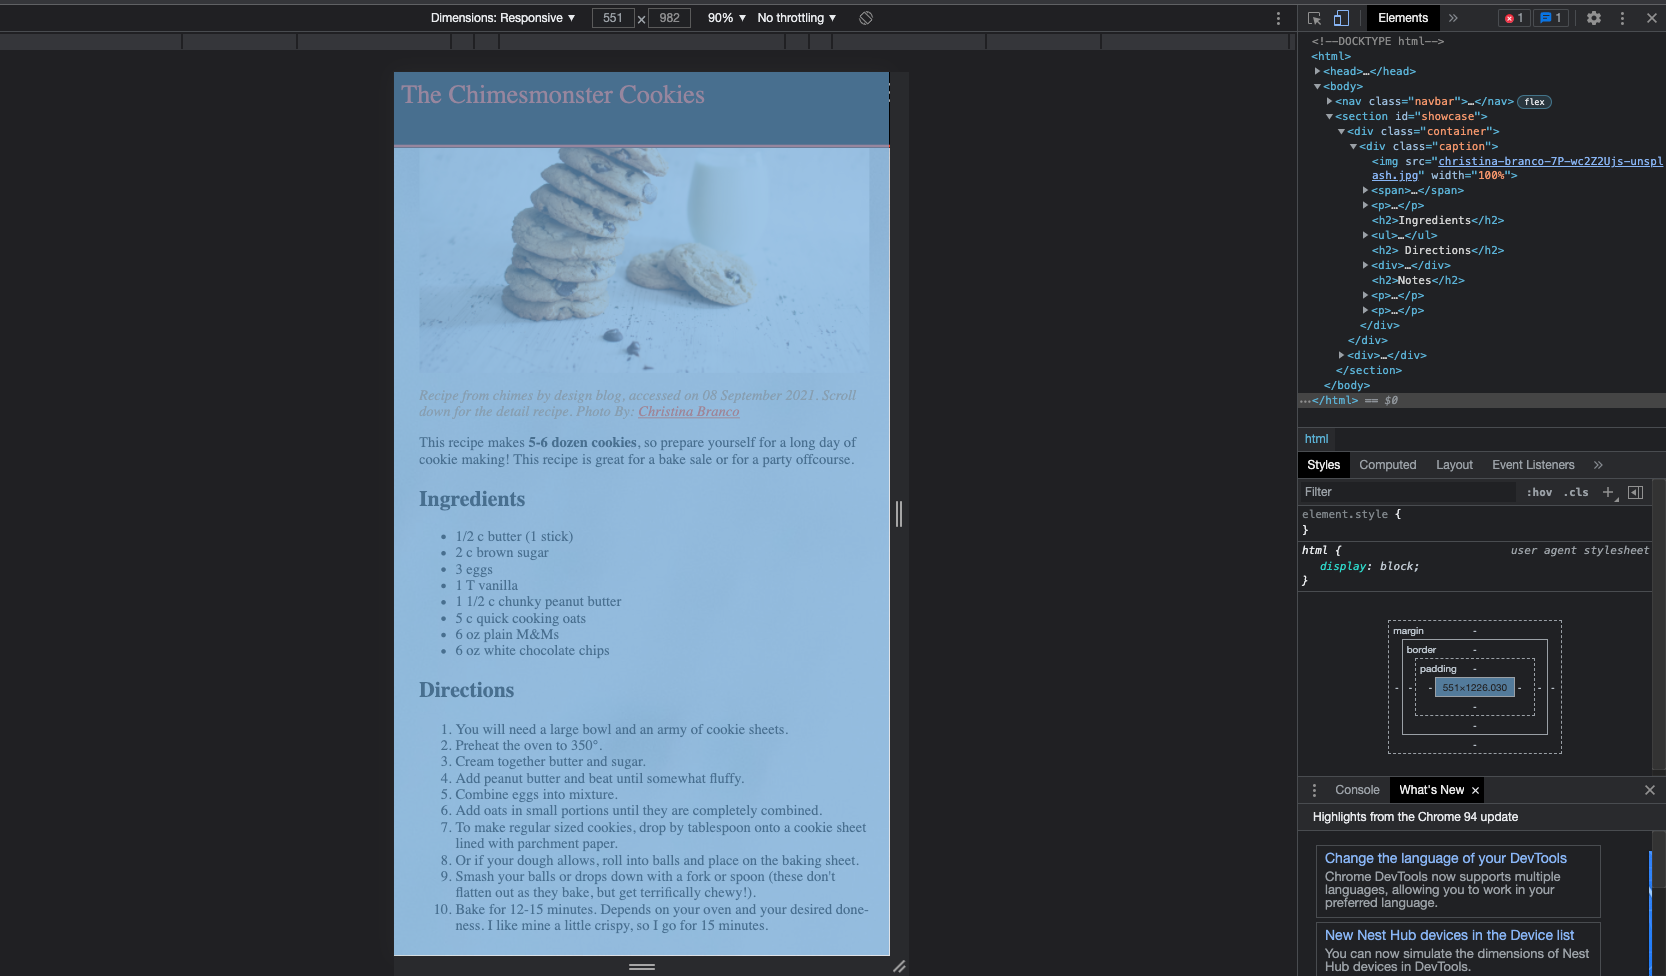 Dimensions: Responsive ▼ 551 × 982 90% ▼ No throttling ▼
The Chimesmonster Cookies
Recipe from chimes by design blog, accessed on 08 September 2021. Scroll
down for the detail recipe. Photo By: Christina Branco
This recipe makes 5-6 dozen cookies, so prepare yourself for a long day of
cookie making! This recipe is great for a bake sale or for a party offcourse.
Ingredients
• 1/2 c butter (1 stick)
• 2 c brown sugar
• 3 eggs
• 1 T vanilla
• 1 1/2 c chunky peanut butter
• 5 c quick cooking oats
• 6 oz plain M&Ms
• 6 oz white chocolate chips
Directions
1. You will need a large bowl and an army of cookie sheets.
2. Preheat the oven to 350°.
3. Cream together butter and sugar.
4. Add peanut butter and beat until somewhat fluffy.
5. Combine eggs into mixture.
6. Add oats in small portions until they are completely combined.
7. To make regular sized cookies, drop by tablespoon onto a cookie sheet
lined with parchment paper.
8. Or if your dough allows, roll into balls and place on the baking sheet.
9. Smash your balls or drops down with a fork or spoon (these don't
flatten out as they bake, but get terrifically chewy!).
10. Bake for 12-15 minutes. Depends on your oven and your desired done-
ness. I like mine a little crispy, so I go for 15 minutes.
Elements » 1 1
<!--DOCKTYPE html-->
<html>
<head>…</head>
<body>
<nav class="navbar">…</nav> flex
<section id="showcase">
<div class="container">
<div class="caption">
<img src="christina-branco-7P-wc2Z2Ujs-unspl
ash.jpg" width="100%">
<span>…</span>
<p>…</p>
<h2>Ingredients</h2>
<ul>…</ul>
<h2> Directions</h2>
<div>…</div>
<h2>Notes</h2>
<p>…</p>
<p>…</p>
</div>
</div>
<div>…</div>
</section>
</body>
…</html> == $0
html
Styles Computed Layout Event Listeners »
Filter :hov .cls +
element.style {
}
html { user agent stylesheet
display: block;
}
margin -
border -
padding -
- - - 551×1226.030 - - -
-
-
-
Console What's New ×
Highlights from the Chrome 94 update
Change the language of your DevTools
Chrome DevTools now supports multiple
languages, allowing you to work in your
preferred language.
New Nest Hub devices in the Device list
You can now simulate the dimensions of Nest
Hub devices in DevTools.